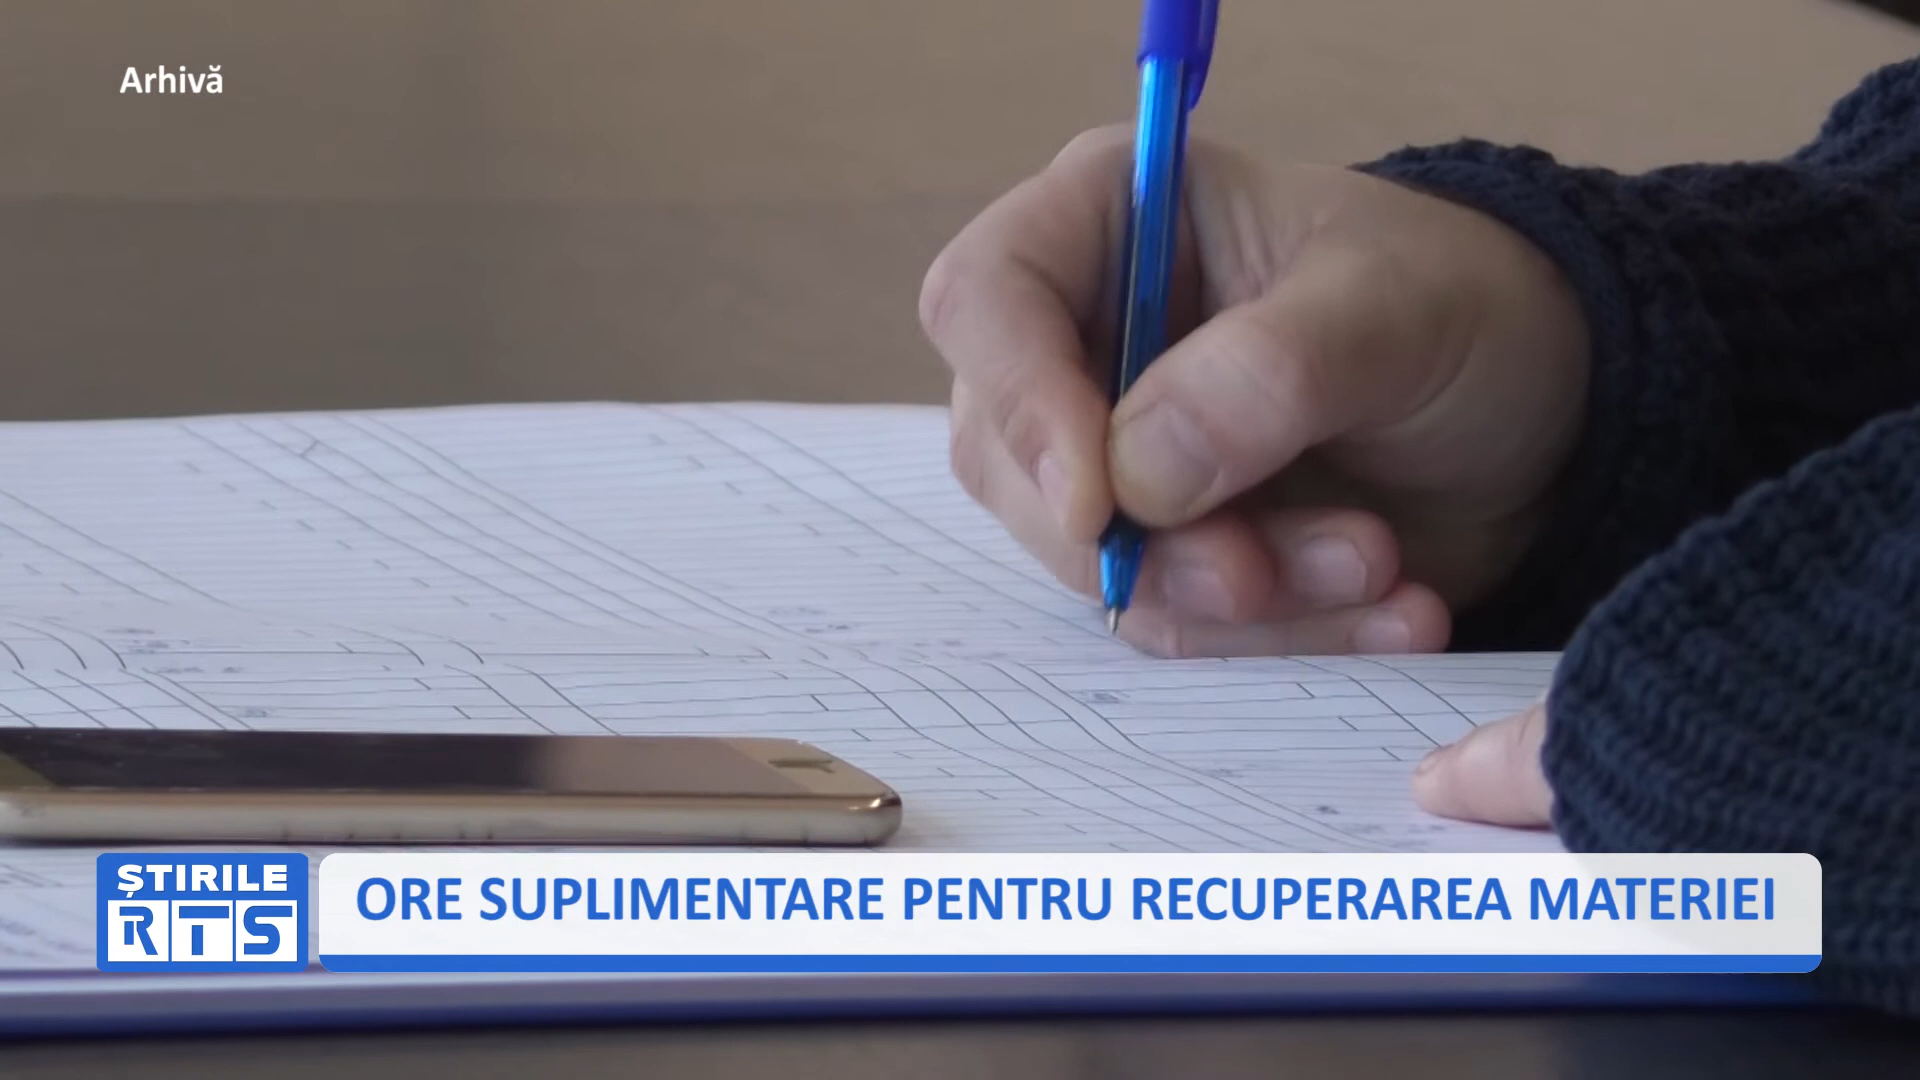 Arhivă
ȘTIRILE
RTS
ORE SUPLIMENTARE PENTRU RECUPERAREA MATERIEI